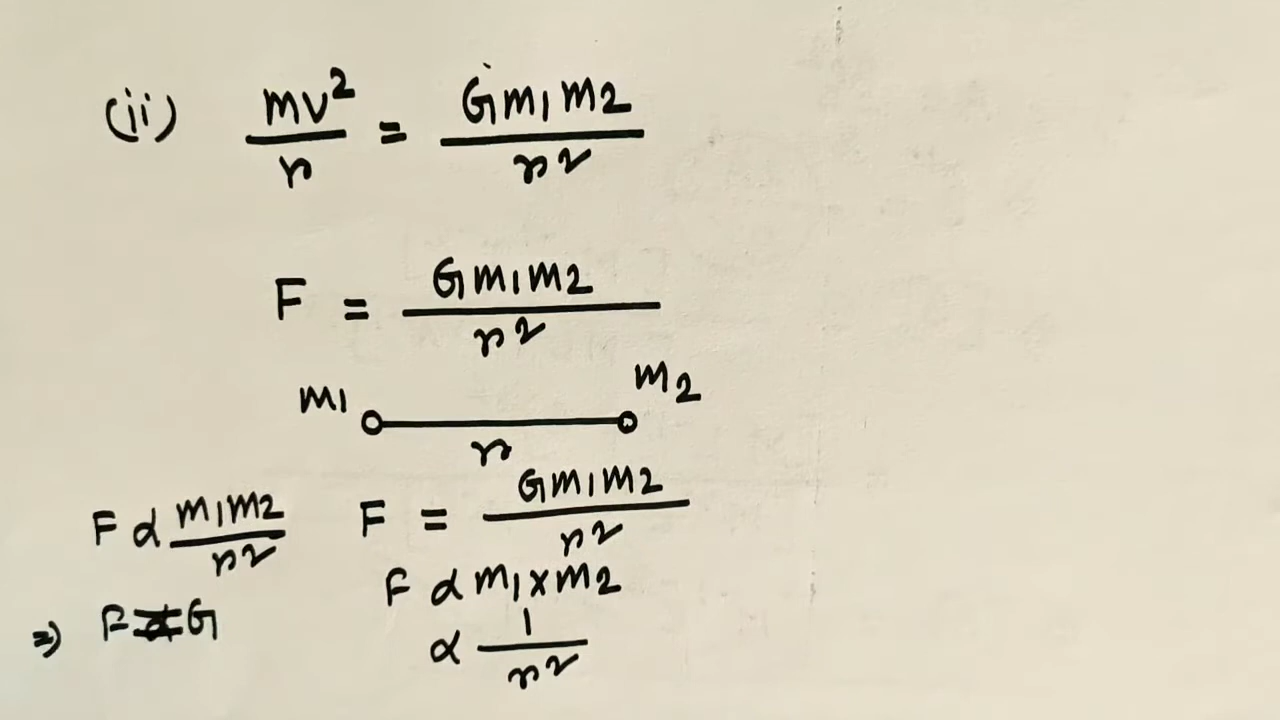 (ii) mv²/r = Gm₁m₂/r²
F = Gm₁m₂/r²
m₁ m₂
r
F ∝ m₁m₂/r² F = Gm₁m₂/r²
F ∝ m₁×m₂
⇒) F G
∝ 1/r²